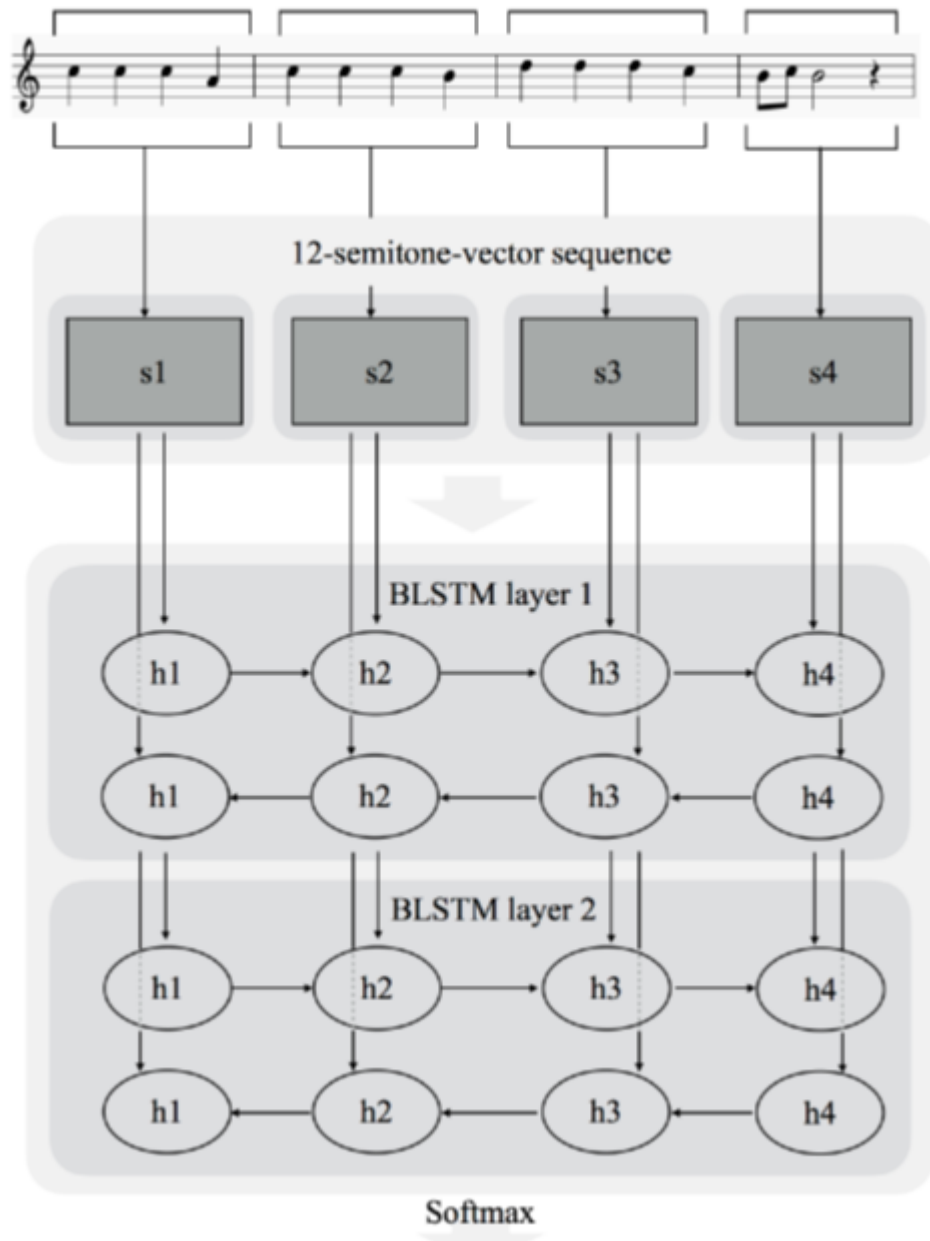 12-semitone-vector sequence
s1 s2 s3 s4
BLSTM layer 1
h1 h2 h3 h4
h1 h2 h3 h4
BLSTM layer 2
h1 h2 h3 h4
h1 h2 h3 h4
Softmax